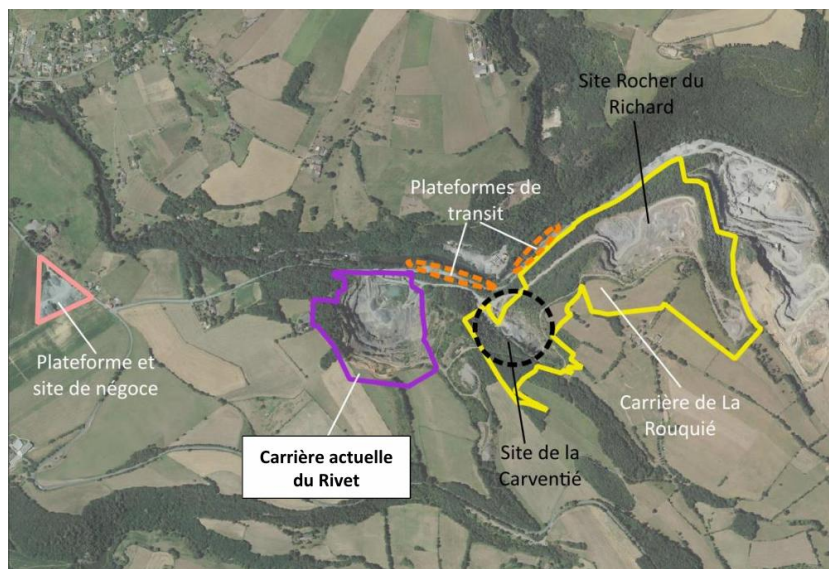 Site Rocher du
Richard
Plateformes de
transit
Plateforme et
site de négoce
Carrière de La
Rouquié
Carrière actuelle
du Rivet
Site de la
Carventié